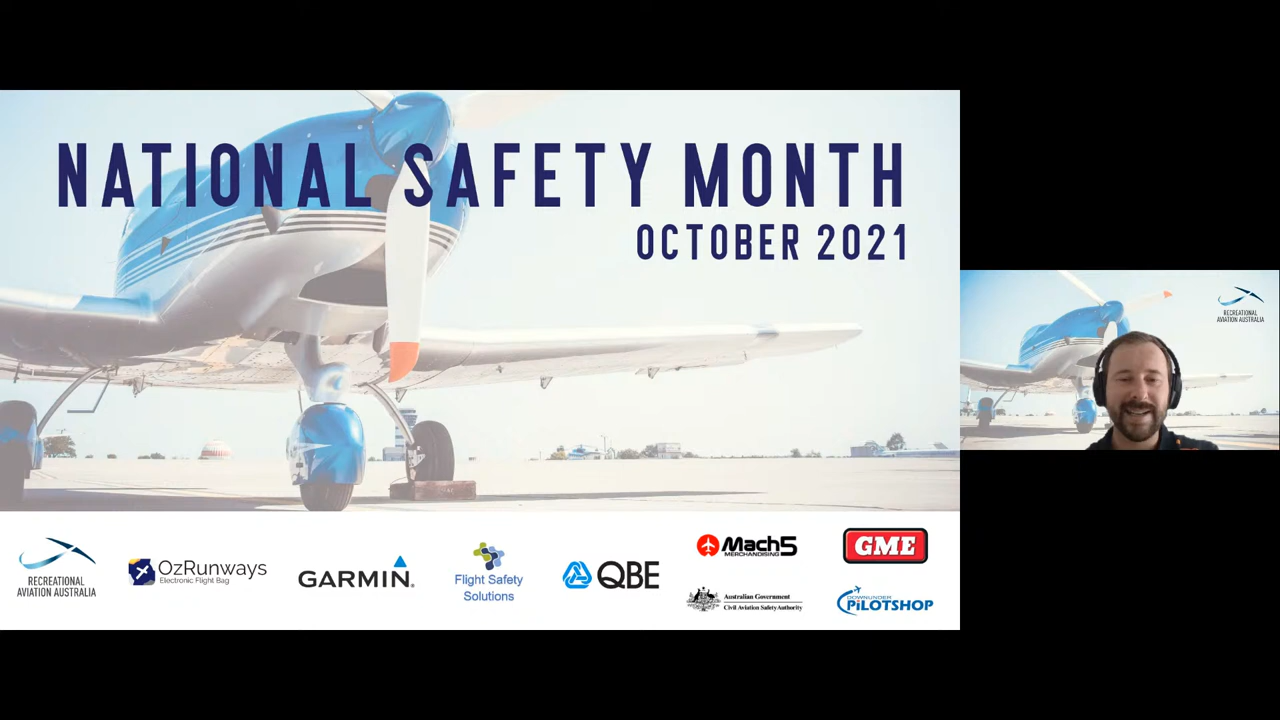 NATIONAL SAFETY MONTH
OCTOBER 2021
RECREATIONAL
AVIATION AUSTRALIA
RECREATIONAL
AVIATION AUSTRALIA
OzRunways
Electronic Flight Bag
GARMIN
Flight Safety
Solutions
QBE
Mach5
MERCHANDISING
Australian Government
Civil Aviation Safety Authority
GME
DOWNUNDER
PiLOTSHOP